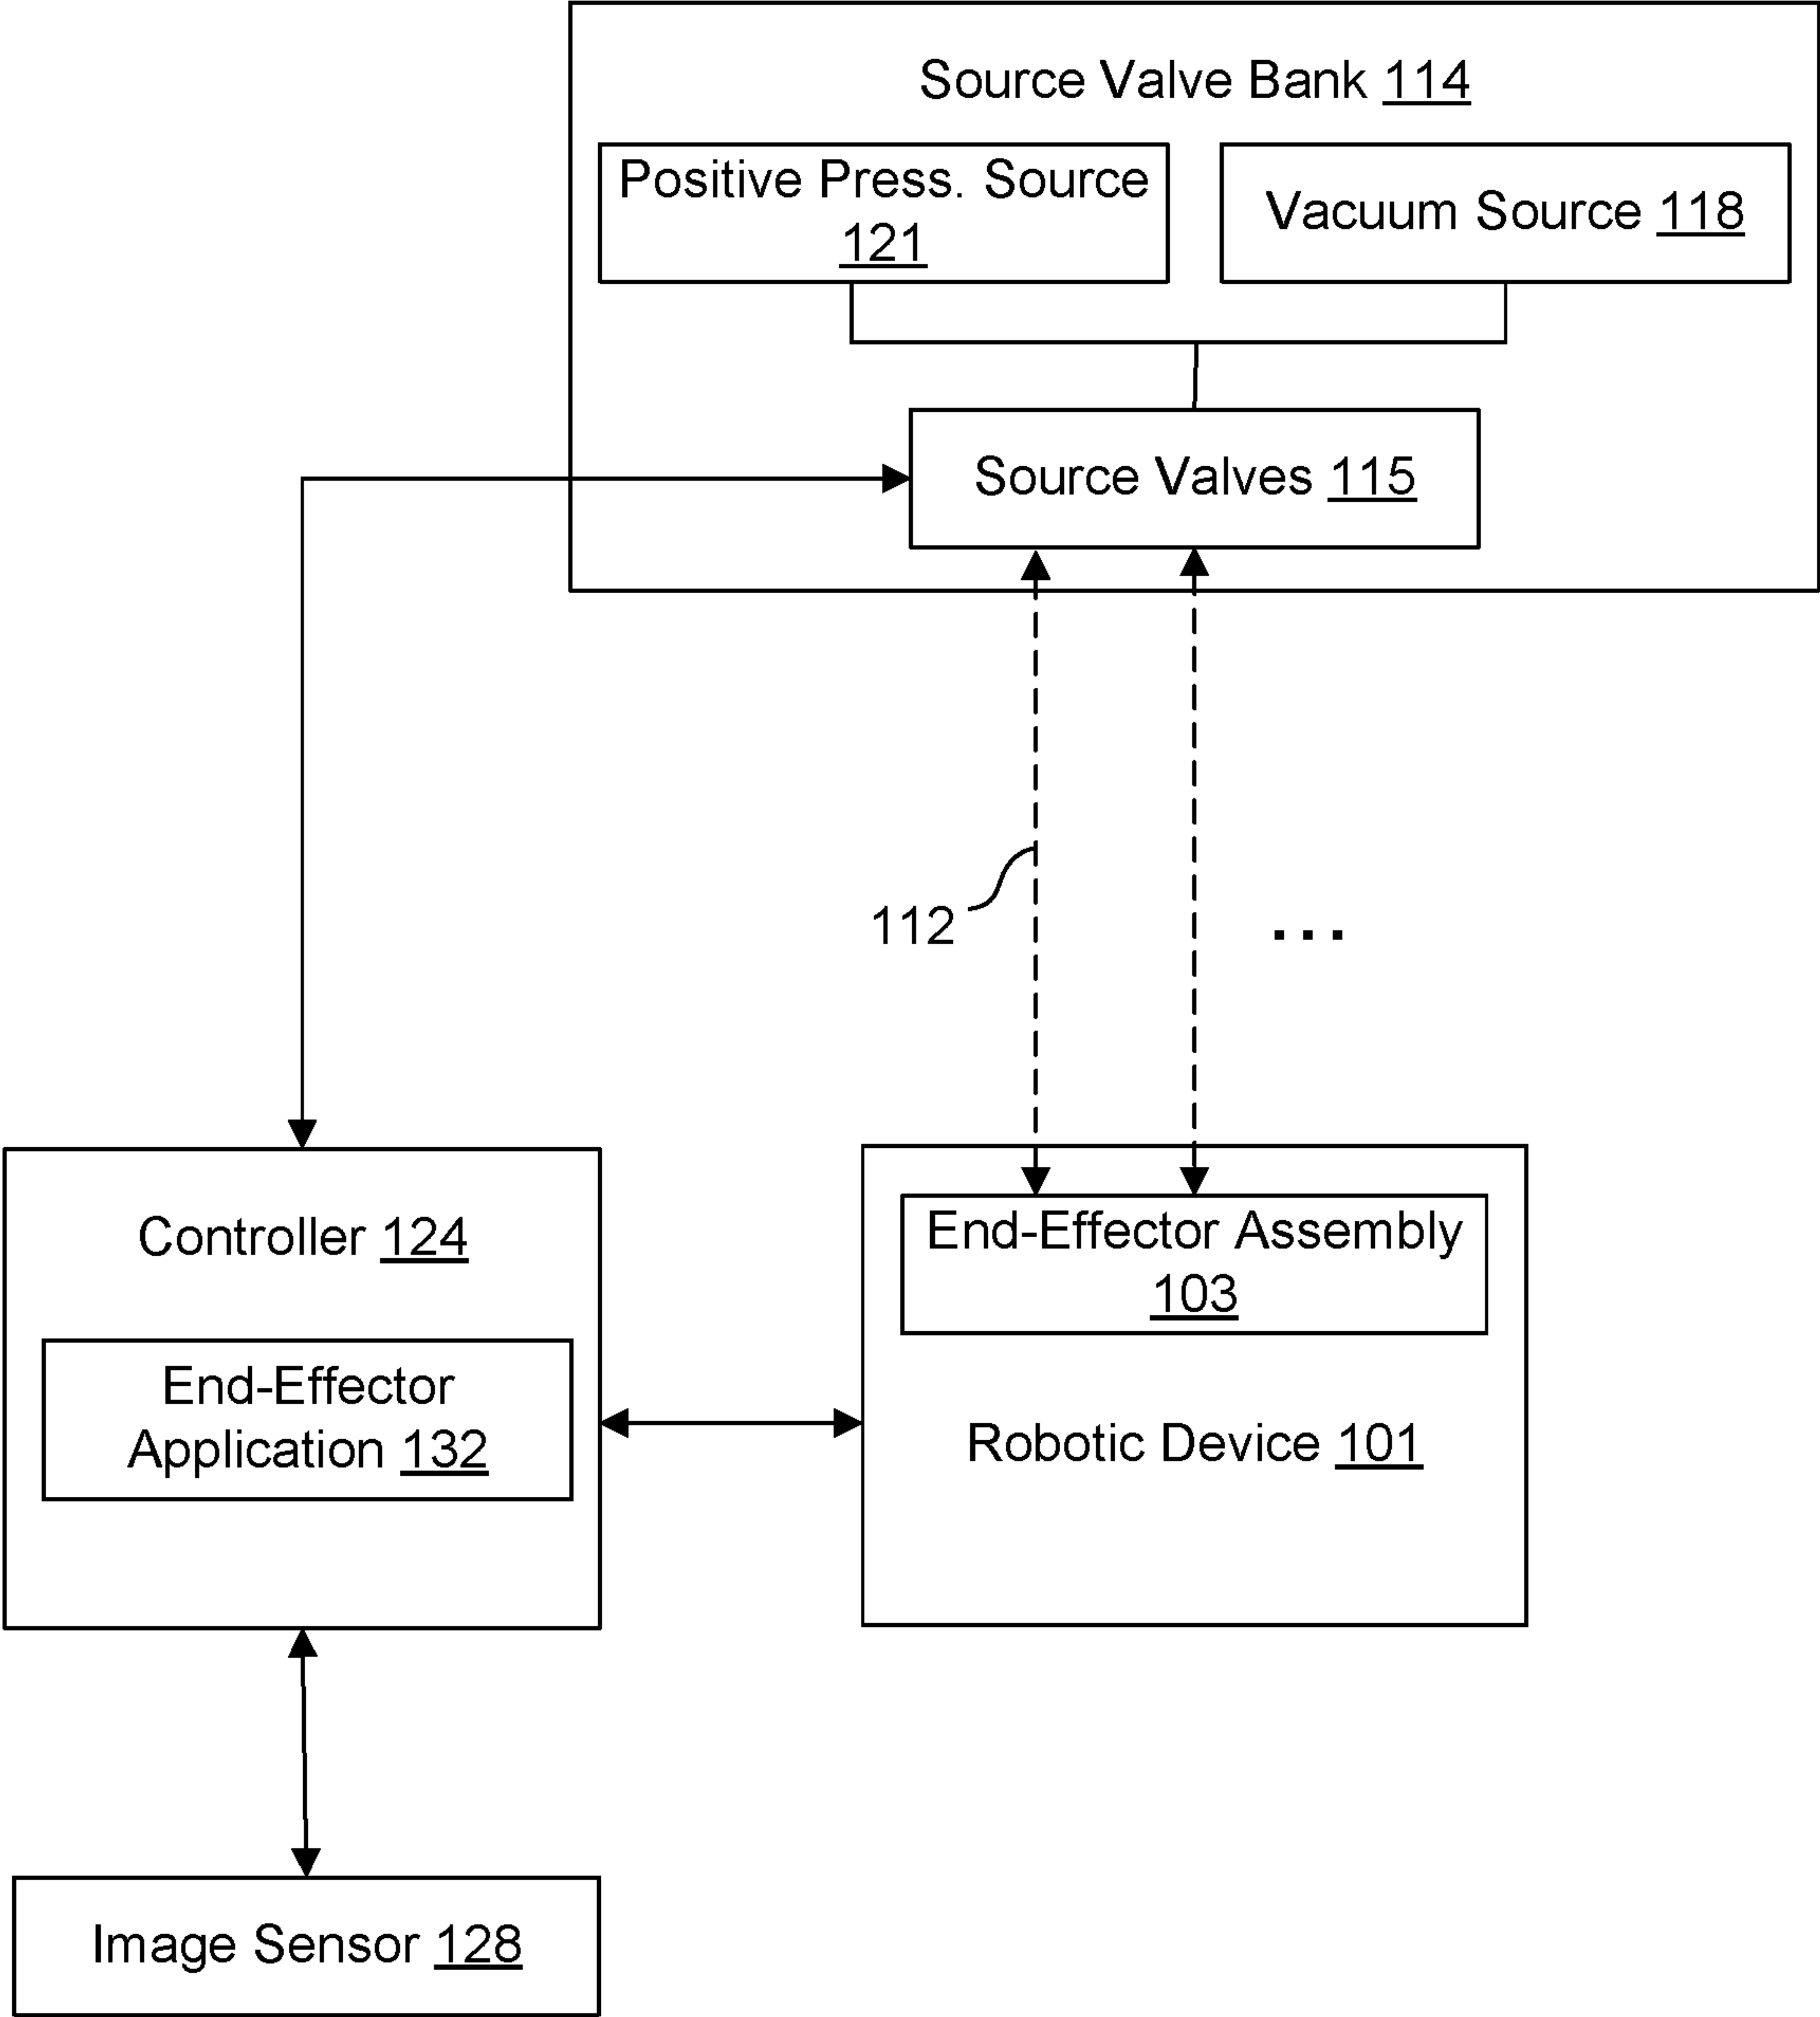 Source Valve Bank 114
Positive Press. Source
121
Vacuum Source 118
Source Valves 115
112
...
Controller 124
End-Effector
Application 132
End-Effector Assembly
103
Robotic Device 101
Image Sensor 128